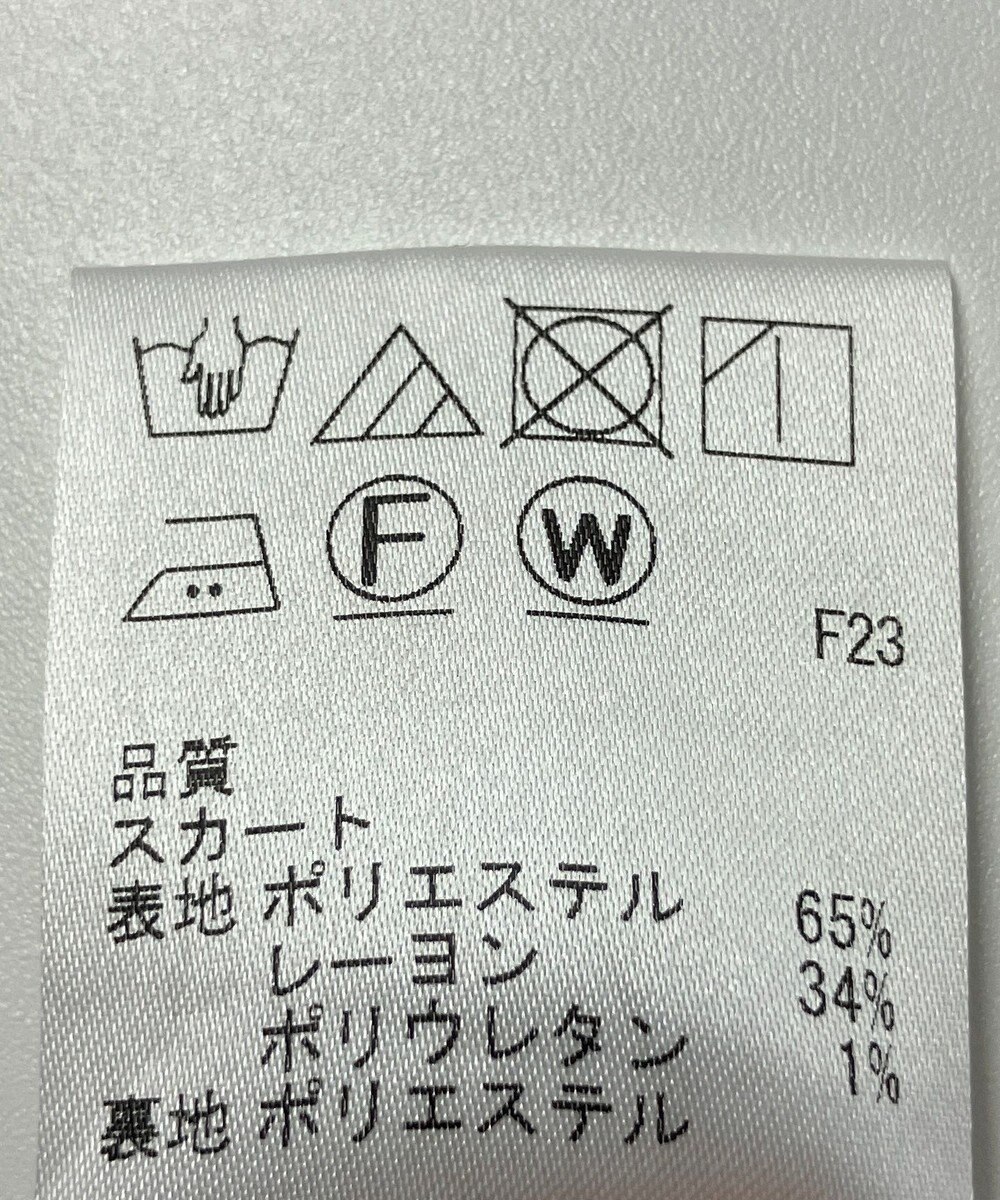 F W
F23
品質
スカート
表地 ポリエステル 65%
レーヨン 34%
ポリウレタン 1%
裏地 ポリエステル